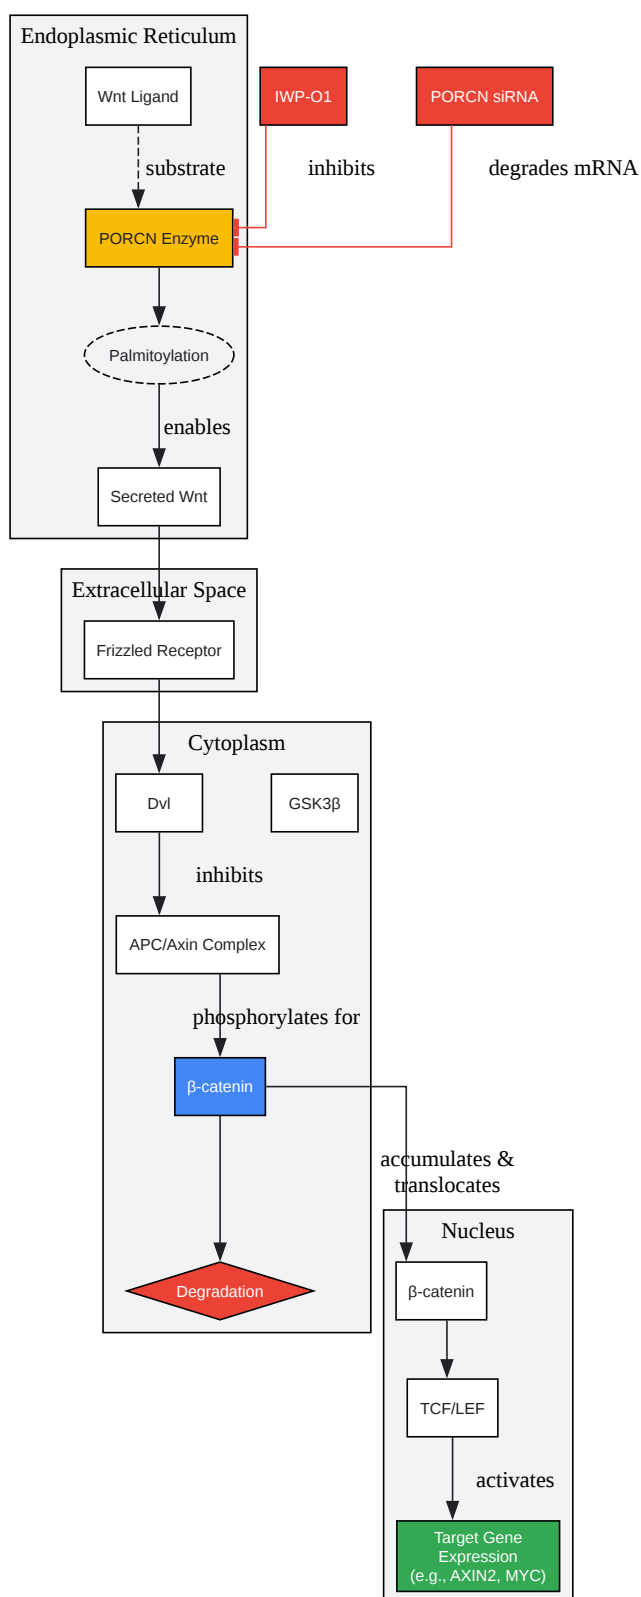 Endoplasmic Reticulum
Wnt Ligand
IWP-O1
PORCN siRNA
substrate
inhibits
degrades mRNA
PORCN Enzyme
Palmitoylation
enables
Secreted Wnt
Extracellular Space
Frizzled Receptor
Cytoplasm
Dvl
GSK3β
inhibits
APC/Axin Complex
phosphorylates for
β-catenin
accumulates &
translocates
Nucleus
Degradation
β-catenin
TCF/LEF
activates
Target Gene
Expression
(e.g., AXIN2, MYC)